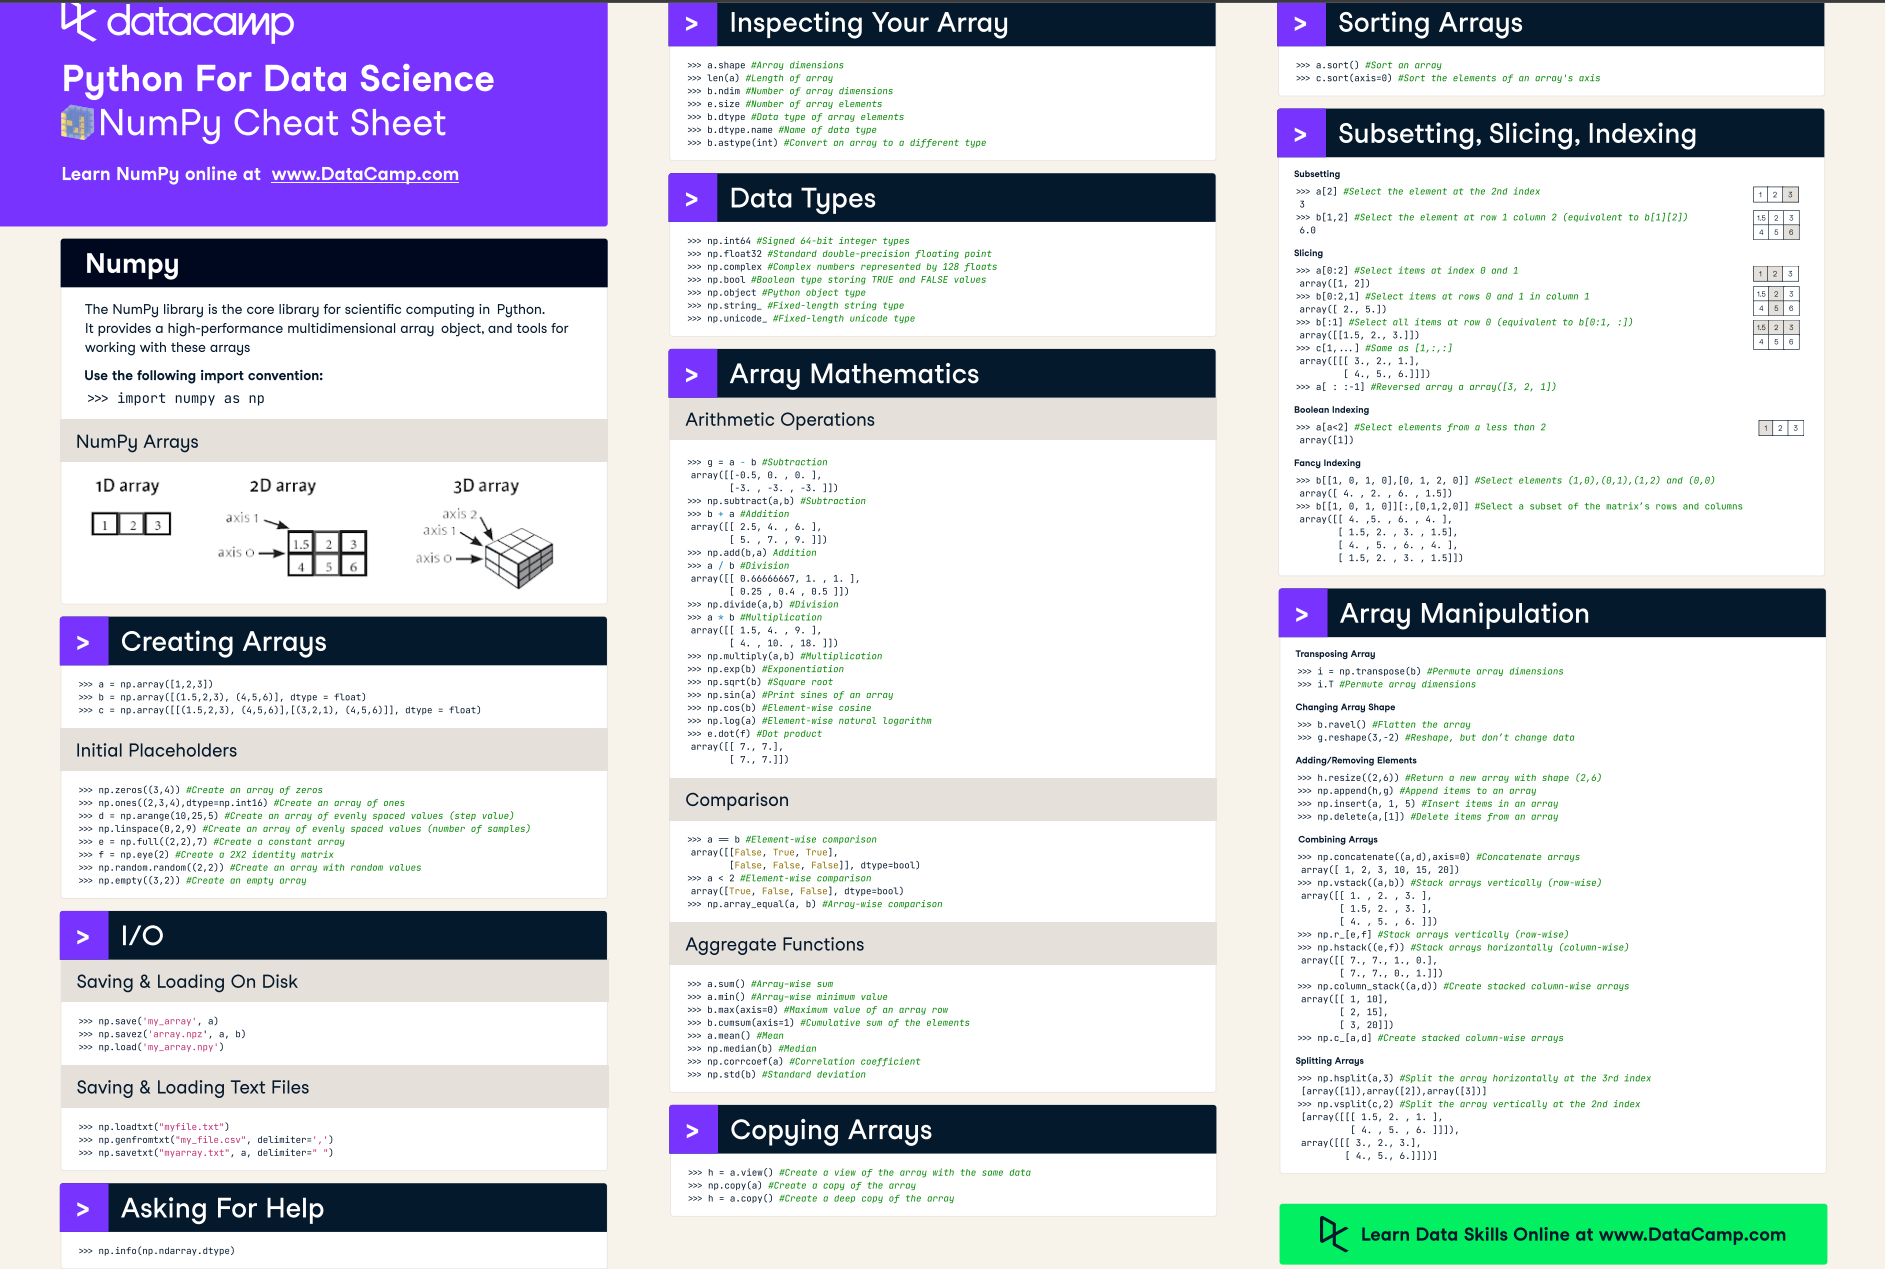 datacamp
Python For Data Science
NumPy Cheat Sheet
Learn NumPy online at www.DataCamp.com
Numpy
The NumPy library is the core library for scientific computing in Python.
It provides a high-performance multidimensional array object, and tools for
working with these arrays
Use the following import convention:
>>> import numpy as np
NumPy Arrays
1D array
1 2 3
2D array
axis 1
axis 0
1.5 2 3
4 5 6
3D array
axis 2
axis 1
axis 0
> Creating Arrays
>>> a = np.array([1,2,3])
>>> b = np.array([(1.5,2,3), (4,5,6)], dtype = float)
>>> c = np.array([[(1.5,2,3), (4,5,6)],[(3,2,1), (4,5,6)]], dtype = float)
Initial Placeholders
>>> np.zeros((3,4)) #Create an array of zeros
>>> np.ones((2,3,4),dtype=np.int16) #Create an array of ones
>>> d = np.arange(10,25,5) #Create an array of evenly spaced values (step value)
>>> np.linspace(0,2,9) #Create an array of evenly spaced values (number of samples)
>>> e = np.full((2,2),7) #Create a constant array
>>> f = np.eye(2) #Create a 2X2 identity matrix
>>> np.random.random((2,2)) #Create an array with random values
>>> np.empty((3,2)) #Create an empty array
> I/O
Saving & Loading On Disk
>>> np.save('my_array', a)
>>> np.savez('array.npz', a, b)
>>> np.load('my_array.npy')
Saving & Loading Text Files
>>> np.loadtxt("myfile.txt")
>>> np.genfromtxt("my_file.csv", delimiter=',')
>>> np.savetxt("myarray.txt", a, delimiter=" ")
> Asking For Help
>>> np.info(np.ndarray.dtype)
> Inspecting Your Array
>>> a.shape #Array dimensions
>>> len(a) #Length of array
>>> b.ndim #Number of array dimensions
>>> e.size #Number of array elements
>>> b.dtype #Data type of array elements
>>> b.dtype.name #Name of data type
>>> b.astype(int) #Convert an array to a different type
> Data Types
>>> np.int64 #Signed 64-bit integer types
>>> np.float32 #Standard double-precision floating point
>>> np.complex #Complex numbers represented by 128 floats
>>> np.bool #Boolean type storing TRUE and FALSE values
>>> np.object #Python object type
>>> np.string_ #Fixed-length string type
>>> np.unicode_ #Fixed-length unicode type
> Array Mathematics
Arithmetic Operations
>>> g = a - b #Subtraction
array([[-0.5, 0. , 0. ],
[-3. , -3. , -3. ]])
>>> np.subtract(a,b) #Subtraction
>>> b + a #Addition
array([[ 2.5, 4. , 6. ],
[ 5. , 7. , 9. ]])
>>> np.add(b,a) Addition
>>> a / b #Division
array([[ 0.66666667, 1. , 1. ],
[ 0.25 , 0.4 , 0.5 ]])
>>> np.divide(a,b) #Division
>>> a * b #Multiplication
array([[ 1.5, 4. , 9. ],
[ 4. , 10. , 18. ]])
>>> np.multiply(a,b) #Multiplication
>>> np.exp(b) #Exponentiation
>>> np.sqrt(b) #Square root
>>> np.sin(a) #Print sines of an array
>>> np.cos(b) #Element-wise cosine
>>> np.log(a) #Element-wise natural logarithm
>>> e.dot(f) #Dot product
array([[ 7., 7.],
[ 7., 7.]])
Comparison
>>> a == b #Element-wise comparison
array([[False, True, True],
[False, False, False]], dtype=bool)
>>> a < 2 #Element-wise comparison
array([True, False, False], dtype=bool)
>>> np.array_equal(a, b) #Array-wise comparison
Aggregate Functions
>>> a.sum() #Array-wise sum
>>> a.min() #Array-wise minimum value
>>> b.max(axis=0) #Maximum value of an array row
>>> b.cumsum(axis=1) #Cumulative sum of the elements
>>> a.mean() #Mean
>>> np.median(b) #Median
>>> np.corrcoef(a) #Correlation coefficient
>>> np.std(b) #Standard deviation
> Copying Arrays
>>> h = a.view() #Create a view of the array with the same data
>>> np.copy(a) #Create a copy of the array
>>> h = a.copy() #Create a deep copy of the array
> Sorting Arrays
>>> a.sort() #Sort an array
>>> c.sort(axis=0) #Sort the elements of an array's axis
> Subsetting, Slicing, Indexing
Subsetting
>>> a[2] #Select the element at the 2nd index
3
1 2 3
>>> b[1,2] #Select the element at row 1 column 2 (equivalent to b[1][2])
6.0
1.5 2 3
4 5 6
Slicing
>>> a[0:2] #Select items at index 0 and 1
array([1, 2])
1 2 3
>>> b[0:2,1] #Select items at rows 0 and 1 in column 1
array([ 2., 5.])
1.5 2 3
4 5 6
>>> b[:1] #Select all items at row 0 (equivalent to b[0:1, :])
array([[1.5, 2., 3.]])
1.5 2 3
4 5 6
>>> c[1,...] #Same as [1,:,:]
array([[[ 3., 2., 1.],
[ 4., 5., 6.]]])
>>> a[ : :-1] #Reversed array a array([3, 2, 1])
Boolean Indexing
>>> a[a<2] #Select elements from a less than 2
array([1])
1 2 3
Fancy Indexing
>>> b[[1, 0, 1, 0],[0, 1, 2, 0]] #Select elements (1,0),(0,1),(1,2) and (0,0)
array([ 4. , 2. , 6. , 1.5])
>>> b[[1, 0, 1, 0]][:,[0,1,2,0]] #Select a subset of the matrix's rows and columns
array([[ 4. ,5. , 6. , 4. ],
[ 1.5, 2. , 3. , 1.5],
[ 4. , 5. , 6. , 4. ],
[ 1.5, 2. , 3. , 1.5]])
> Array Manipulation
Transposing Array
>>> i = np.transpose(b) #Permute array dimensions
>>> i.T #Permute array dimensions
Changing Array Shape
>>> b.ravel() #Flatten the array
>>> g.reshape(3,-2) #Reshape, but don't change data
Adding/Removing Elements
>>> h.resize((2,6)) #Return a new array with shape (2,6)
>>> np.append(h,g) #Append items to an array
>>> np.insert(a, 1, 5) #Insert items in an array
>>> np.delete(a,[1]) #Delete items from an array
Combining Arrays
>>> np.concatenate((a,d),axis=0) #Concatenate arrays
array([ 1, 2, 3, 10, 15, 20])
>>> np.vstack((a,b)) #Stack arrays vertically (row-wise)
array([[ 1. , 2. , 3. ],
[ 1.5, 2. , 3. ],
[ 4. , 5. , 6. ]])
>>> np.r_[e,f] #Stack arrays vertically (row-wise)
>>> np.hstack((e,f)) #Stack arrays horizontally (column-wise)
array([[ 7., 7., 1., 0.],
[ 7., 7., 0., 1.]])
>>> np.column_stack((a,d)) #Create stacked column-wise arrays
array([[ 1, 10],
[ 2, 15],
[ 3, 20]])
>>> np.c_[a,d] #Create stacked column-wise arrays
Splitting Arrays
>>> np.hsplit(a,3) #Split the array horizontally at the 3rd index
[array([1]),array([2]),array([3])]
>>> np.vsplit(c,2) #Split the array vertically at the 2nd index
[array([[[ 1.5, 2. , 1. ],
[ 4. , 5. , 6. ]]]),
array([[[ 3., 2., 3.],
[ 4., 5., 6.]]])]
Learn Data Skills Online at www.DataCamp.com